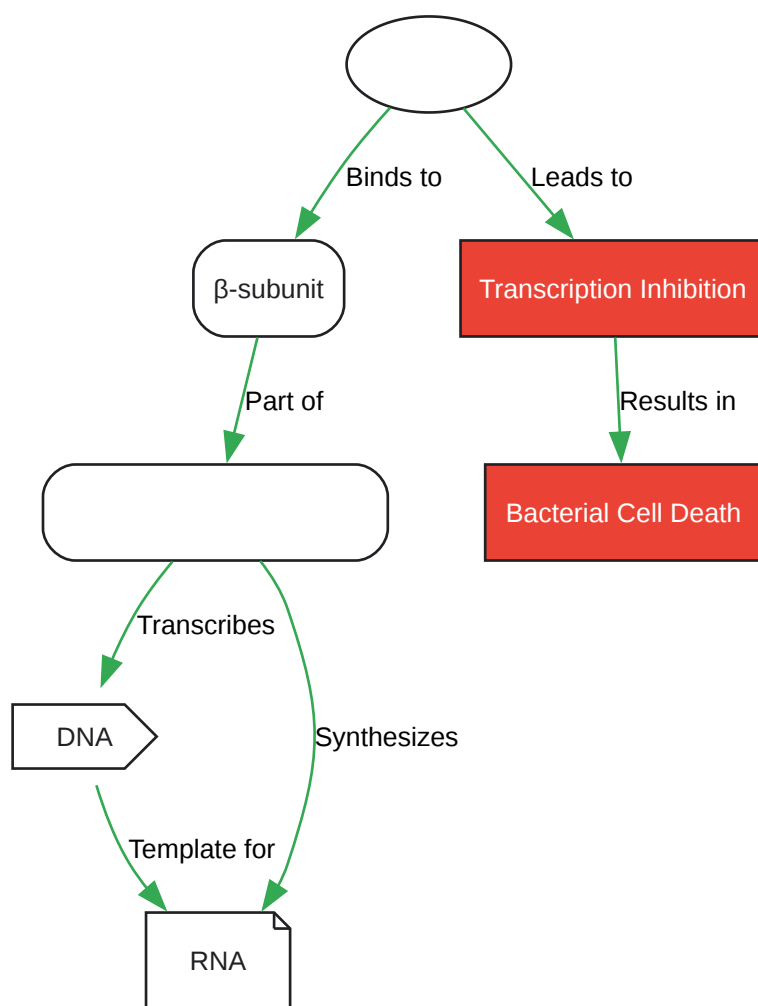 Binds to
Leads to
β-subunit
Transcription Inhibition
Part of
Results in
Bacterial Cell Death
Transcribes
DNA
Synthesizes
Template for
RNA